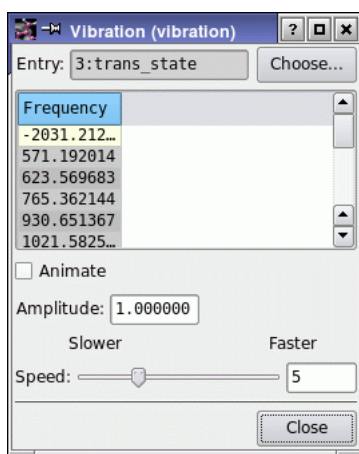 Vibration (vibration)
Entry: 3:trans_state Choose...
Frequency
-2031.212…
571.192014
623.569683
765.362144
930.651367
1021.5825…
Animate
Amplitude: 1.000000
Slower Faster
Speed: 5
Close